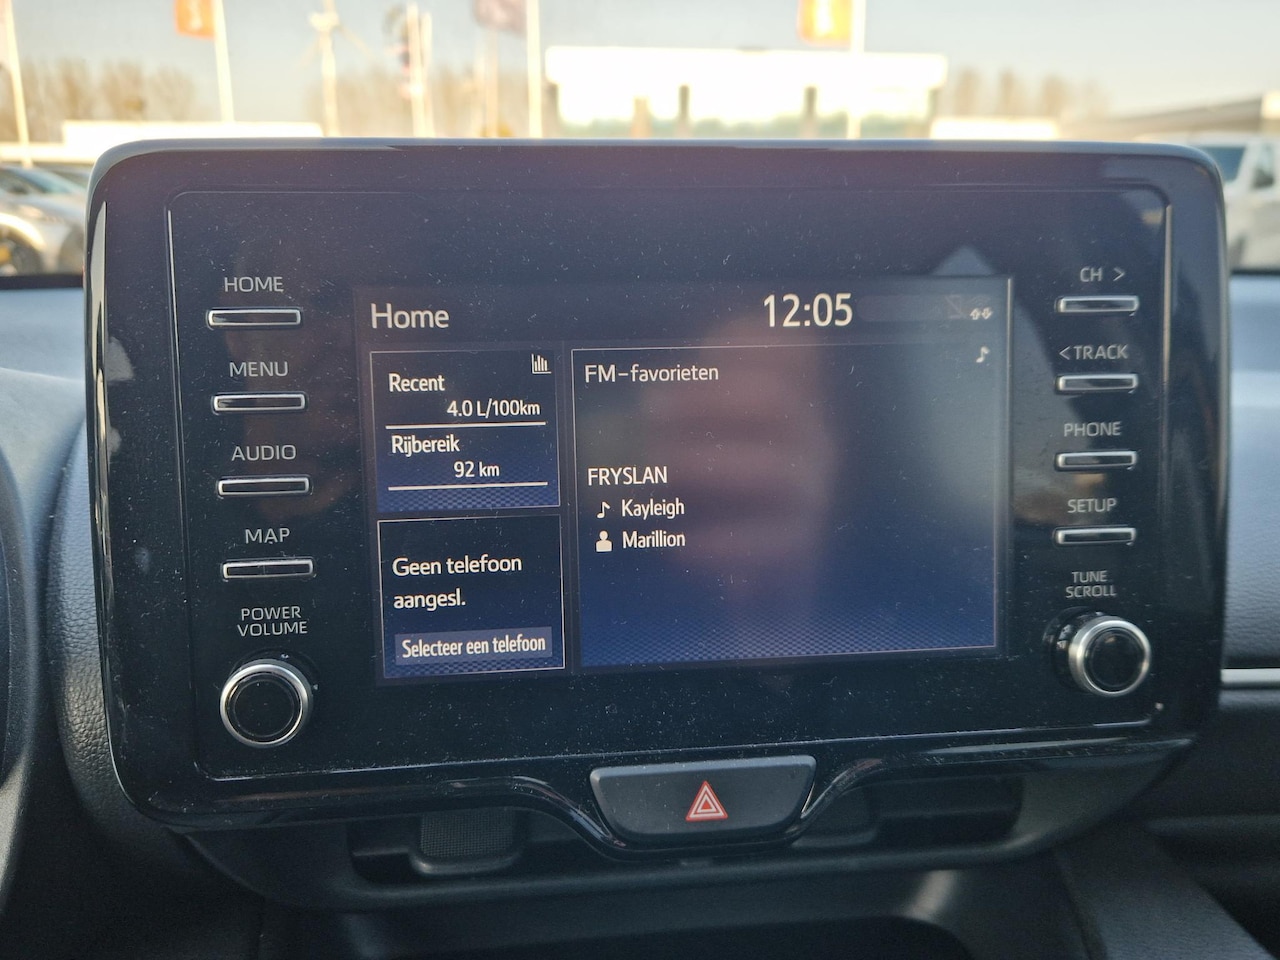 HOME
MENU
AUDIO
MAP
POWER
VOLUME
Home
12:05
Recent
4.0 L/100km
Rijbereik
92 km
Geen telefoon
aangesl.
Selecteer een telefoon
FM-favorieten
FRYSLAN
Kayleigh
Marillion
CH >
< TRACK
PHONE
SETUP
TUNE
SCROLL